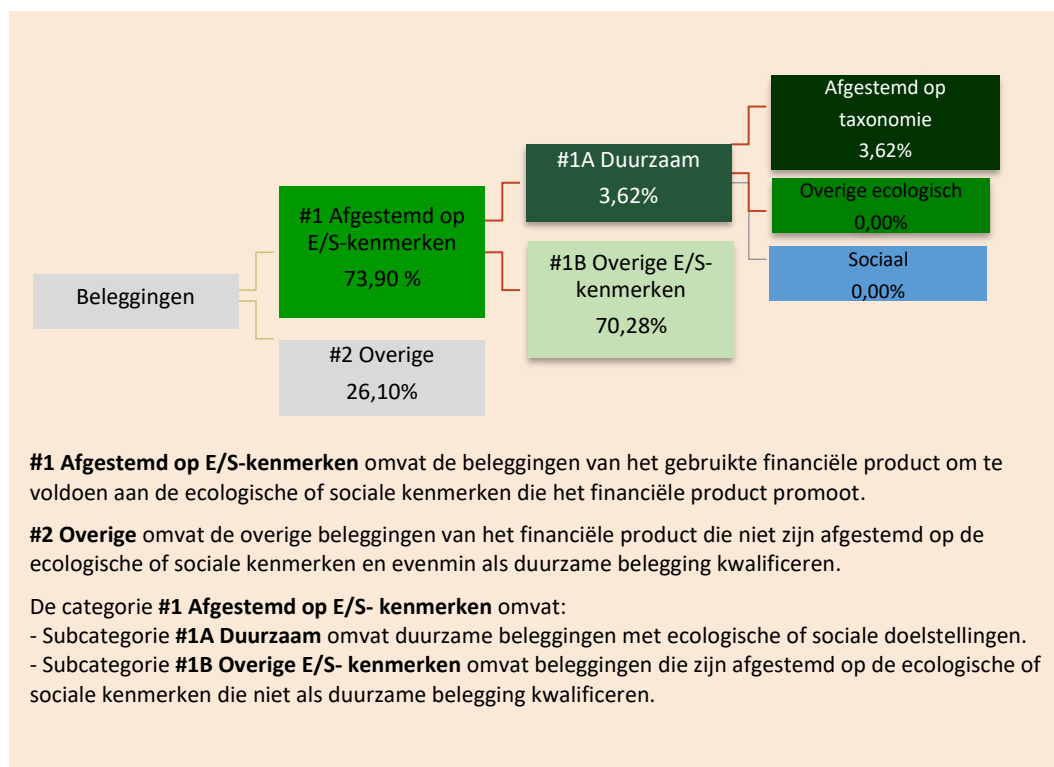 Beleggingen
#1 Afgestemd op
E/S-kenmerken
73,90 %
#2 Overige
26,10%
#1A Duurzaam
3,62%
#1B Overige E/S-
kenmerken
70,28%
Afgestemd op
taxonomie
3,62%
Overige ecologisch
0,00%
Sociaal
0,00%
#1 Afgestemd op E/S-kenmerken omvat de beleggingen van het gebruikte financiële product om te
voldoen aan de ecologische of sociale kenmerken die het financiële product promoot.
#2 Overige omvat de overige beleggingen van het financiële product die niet zijn afgestemd op de
ecologische of sociale kenmerken en evenmin als duurzame belegging kwalificeren.
De categorie #1 Afgestemd op E/S- kenmerken omvat:
- Subcategorie #1A Duurzaam omvat duurzame beleggingen met ecologische of sociale doelstellingen.
- Subcategorie #1B Overige E/S- kenmerken omvat beleggingen die zijn afgestemd op de ecologische of
sociale kenmerken die niet als duurzame belegging kwalificeren.